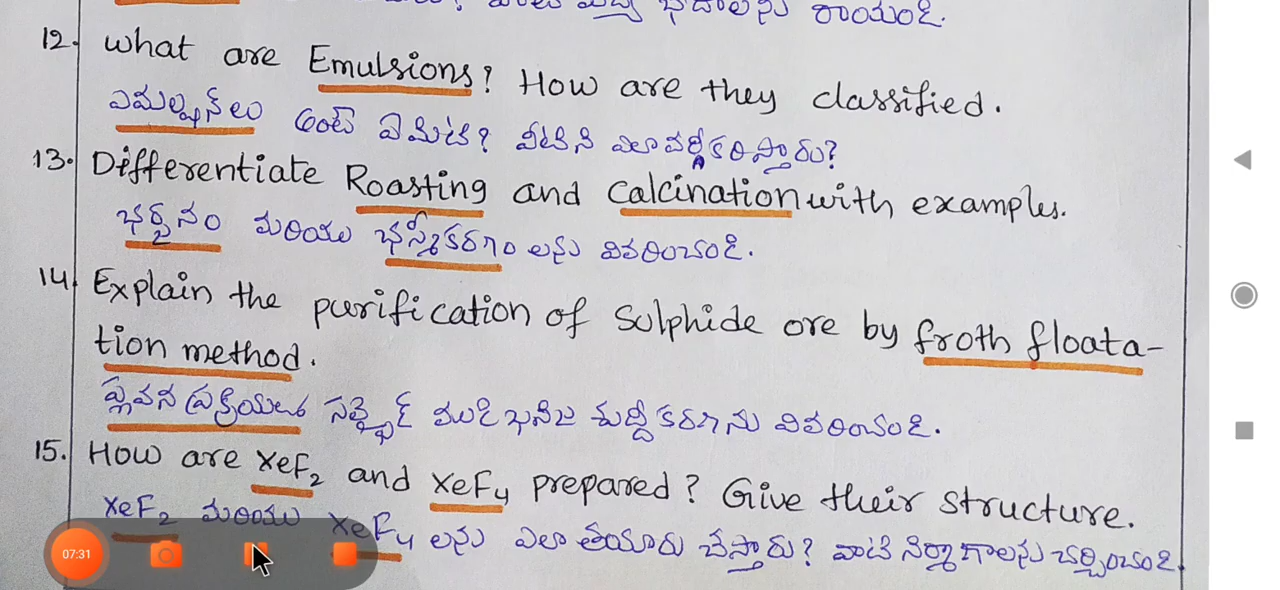 రాయండి.
12. what are Emulsions? How are they classified.
ఎమల్షన్‌లు అంటే ఏమిటి? వీటిని ఎలా వర్గీకరిస్తారు?
13. Differentiate Roasting and Calcination with examples.
భర్జనం మరియు భస్మీకరణం లను వివరించండి.
14. Explain the purification of Sulphide ore by froth floata-
tion method.
ప్లవన ప్రక్రియలో సల్ఫైడ్ ముడి ఖనిజ శుద్ధీకరణను వివరించండి.
15. How are XeF₂ and XeF₄ prepared? Give their structure.
XeF₂ మరియు XeF₄ లను ఎలా తయారు చేస్తారు? వాటి నిర్మాణాలను చర్చించండి.
07:31